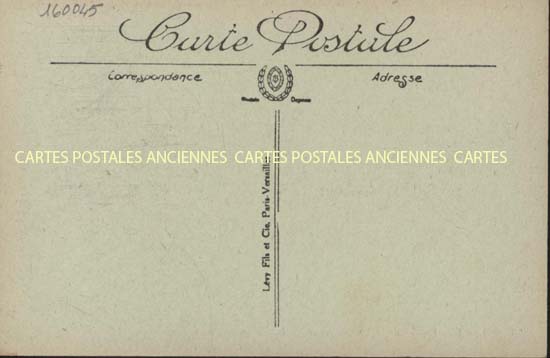 160045
Carte Postale
Correspondance
Adresse
CARTES POSTALES ANCIENNES CARTES POSTALES ANCIENNES CARTES
Lévy Fils et Cie, Paris-Versailles